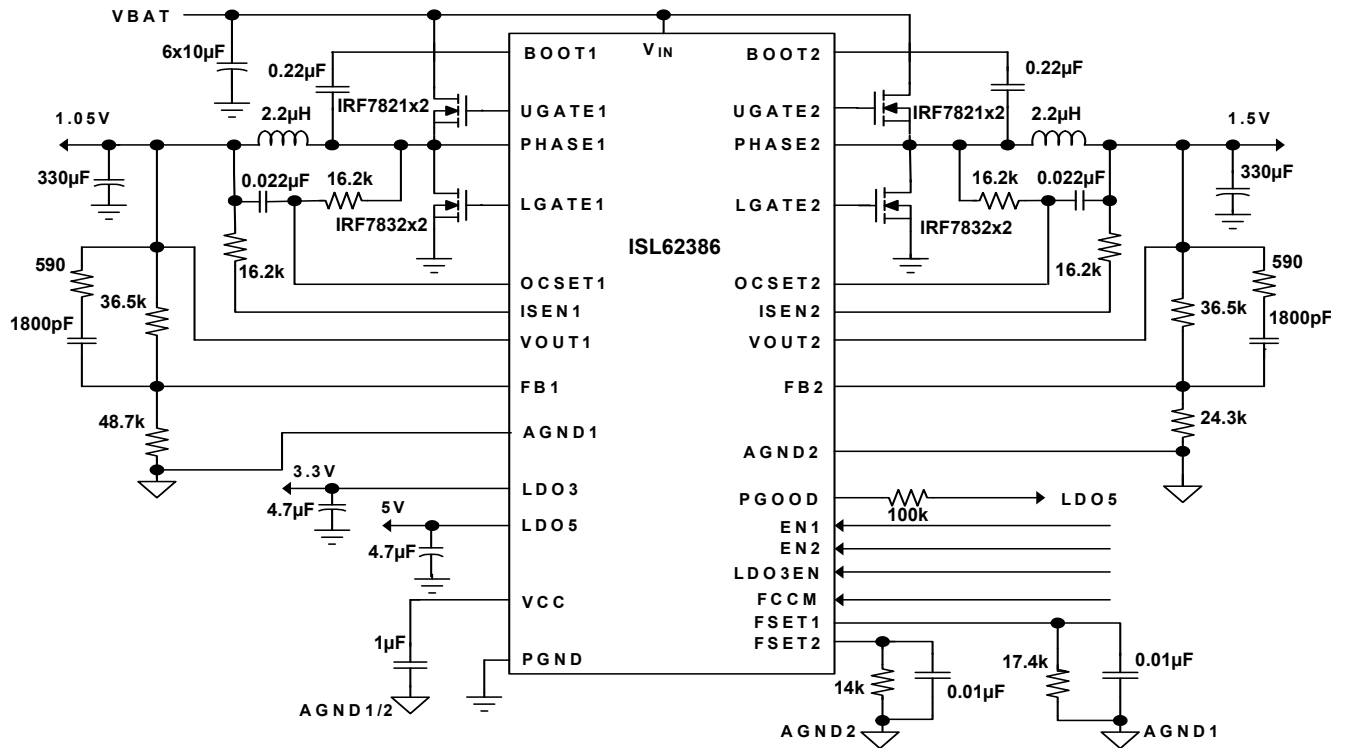 VBAT
6x10µF
0.22µF
IRF7821x2
2.2µH
1.05V
330µF
0.022µF
16.2k
IRF7832x2
16.2k
590
36.5k
1800pF
48.7k
3.3V
4.7µF
5V
4.7µF
1µF
AGND1/2
VIN
ISL62386
BOOT1
UGATE1
PHASE1
LGATE1
OCSET1
ISEN1
VOUT1
FB1
AGND1
LDO3
LDO5
VCC
PGND
BOOT2
UGATE2
PHASE2
LGATE2
OCSET2
ISEN2
VOUT2
FB2
AGND2
PGOOD
EN1
EN2
LDO3EN
FCCM
FSET1
FSET2
0.22µF
IRF7821x2
2.2µH
1.5V
330µF
16.2k
0.022µF
IRF7832x2
16.2k
590
36.5k
1800pF
24.3k
100k
LDO5
17.4k
0.01µF
14k
0.01µF
AGND2
AGND1